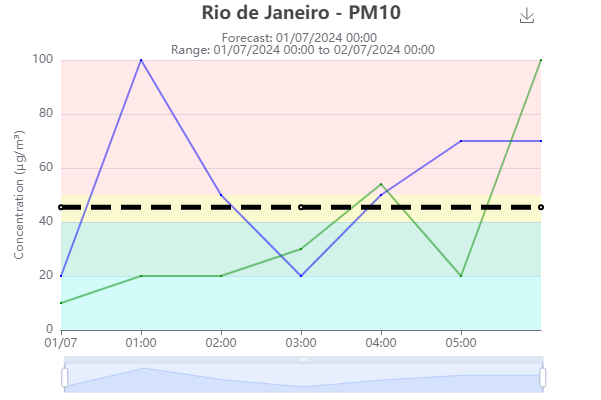 Rio de Janeiro - PM10
Forecast: 01/07/2024 00:00
Range: 01/07/2024 00:00 to 02/07/2024 00:00
Concentration (µg/m³)
100
80
60
40
20
0
01/07 01:00 02:00 03:00 04:00 05:00